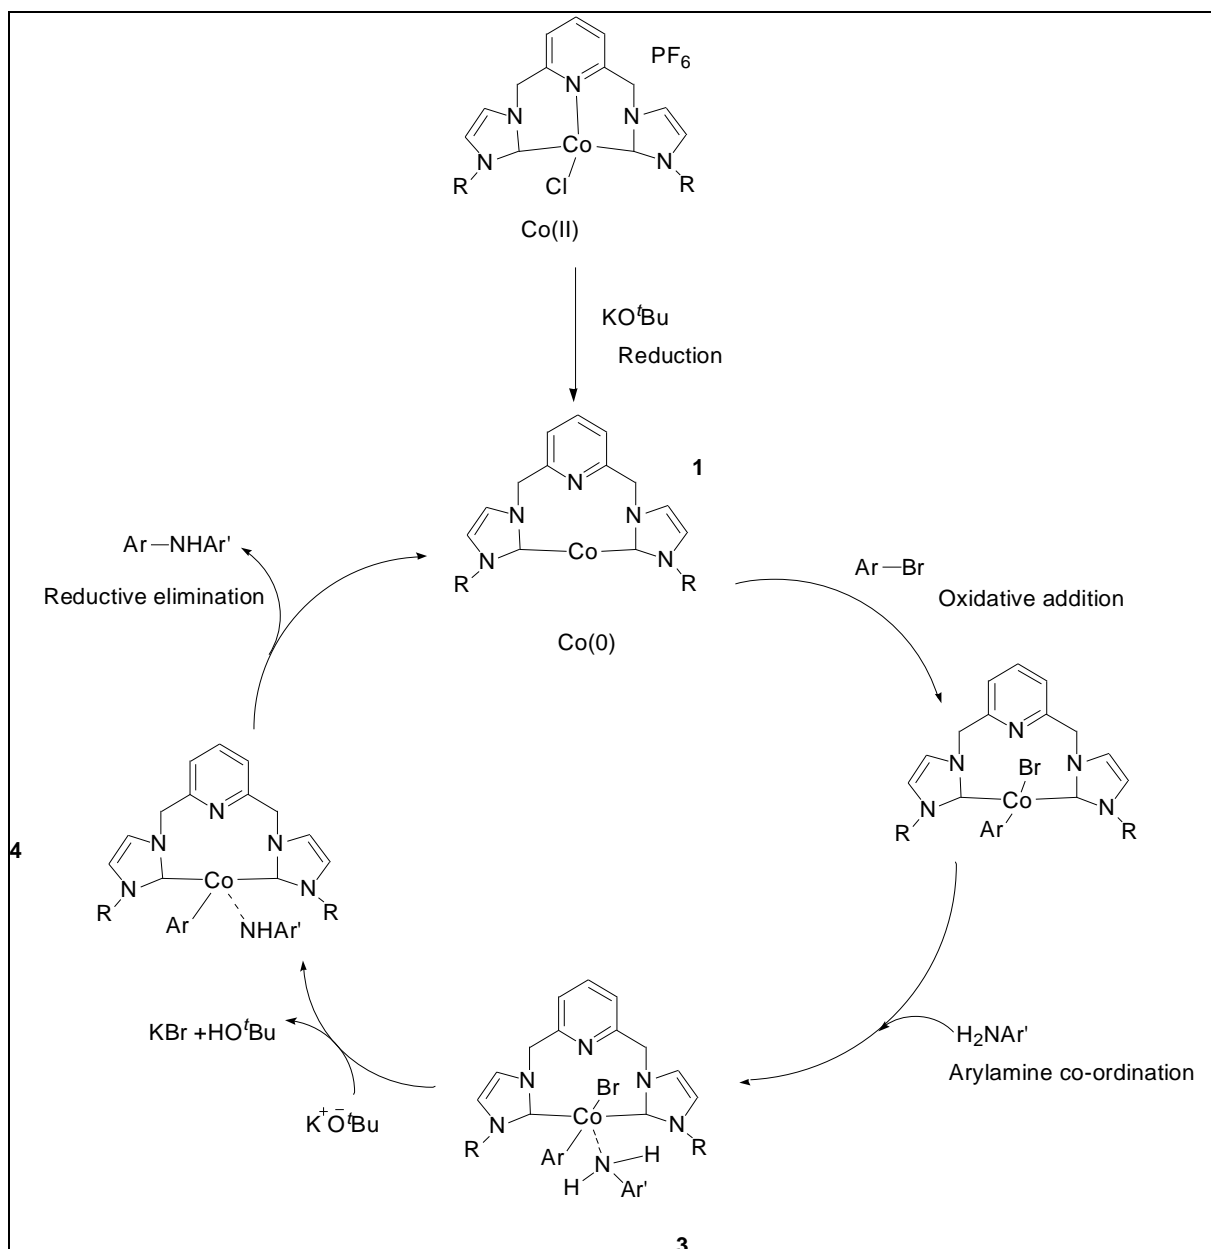 PF6
N
N
N
N
N
Co
R
Cl
R
Co(II)
KOtBu
Reduction
1
N
N
N
N
N
Co
R
R
Co(0)
Ar—NHAr'
Reductive elimination
Ar—Br
Oxidative addition
N
N
Br
N
N
Co
N
R
Ar
R
N
N
N
4
N
Co
N
R
Ar
R
NHAr'
KBr +HOtBu
K+ O-tBu
H2NAr'
Arylamine co-ordination
N
N
Br
N
N
Co
N
R
Ar
R
N
H
H
Ar'
3